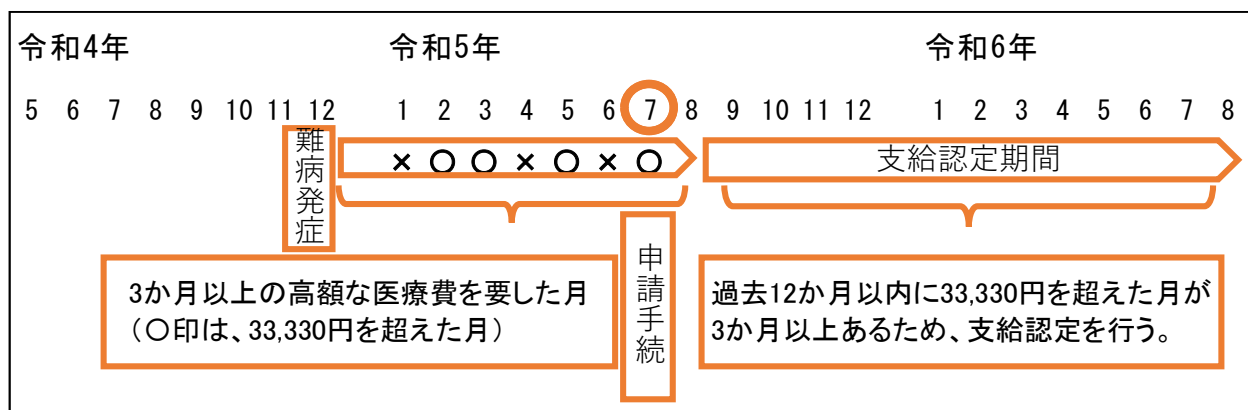 令和4年 令和5年 令和6年
5 6 7 8 9 10 11 12 1 2 3 4 5 6 7 8 9 10 11 12 1 2 3 4 5 6 7 8
難病発症
× ○ ○ × ○ × ○
支給認定期間
3か月以上の高額な医療費を要した月
（○印は、33,330円を超えた月）
申請手続
過去12か月以内に33,330円を超えた月が
3か月以上あるため、支給認定を行う。